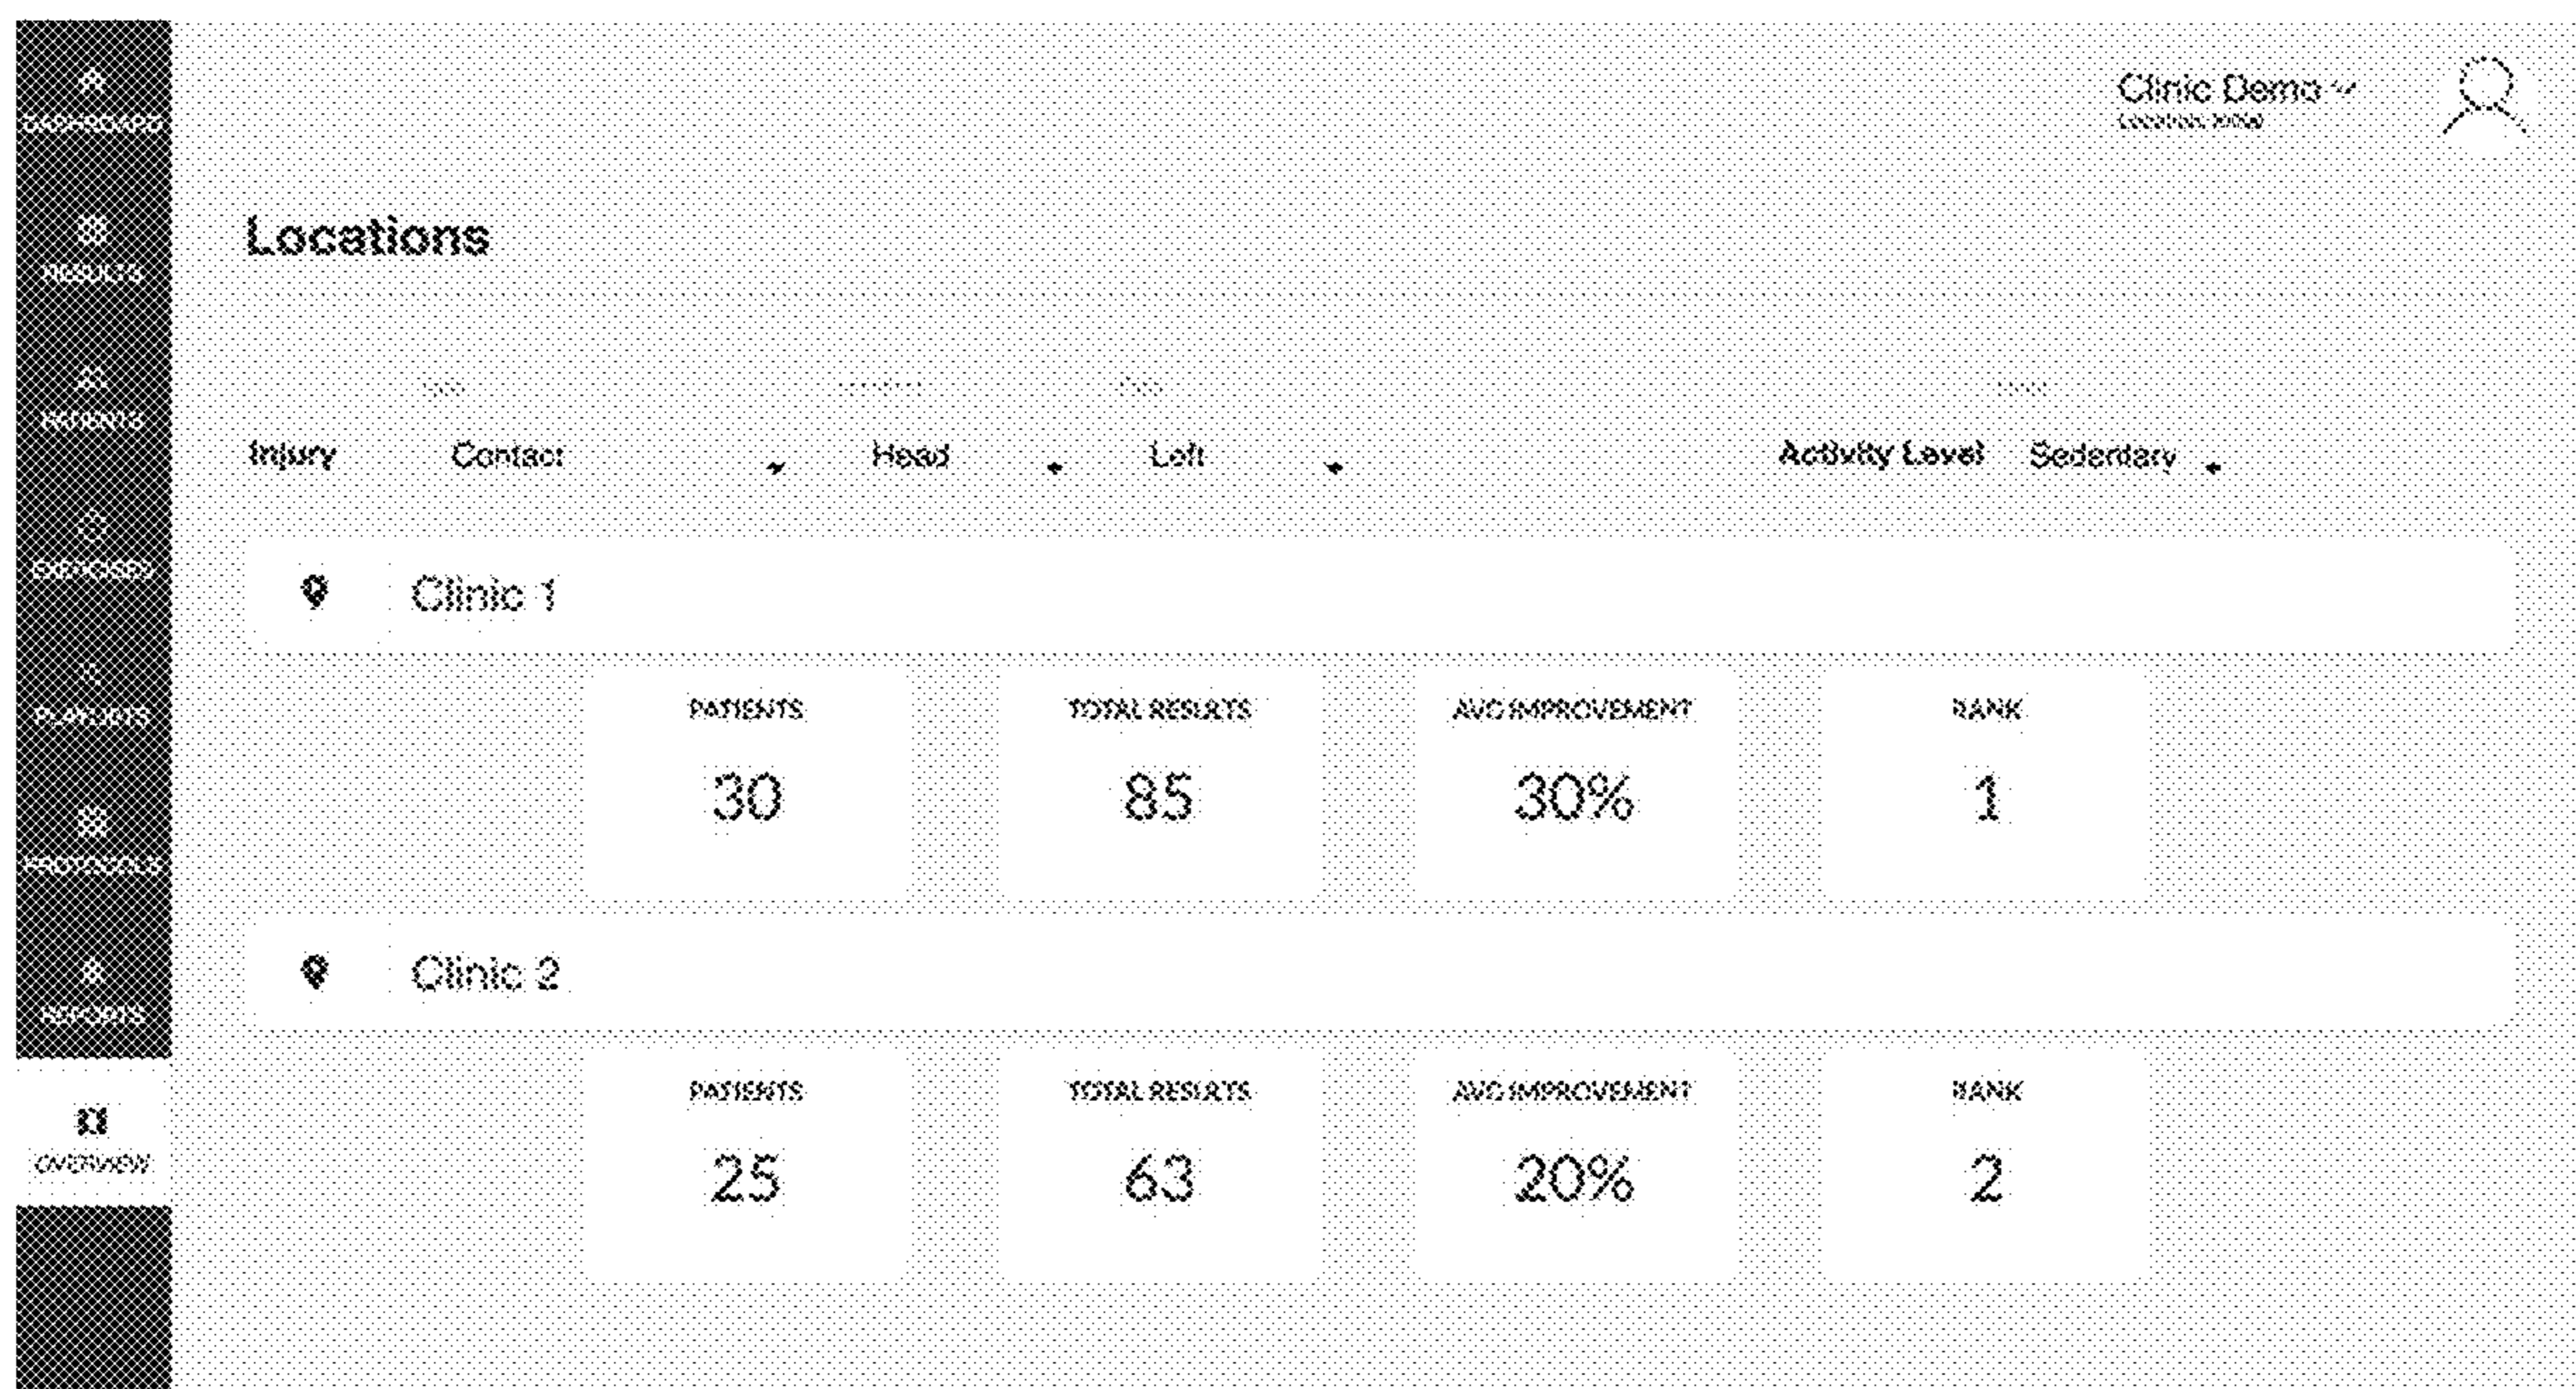 Clinic Demo
DASHBOARD
Locations
RESULTS
PATIENTS
Injury Contact Head Left Activity Level Sedentary
EXERCISES
Clinic 1
PLAYLISTS
PATIENTS TOTAL RESULTS AVG IMPROVEMENT RANK
30 85 30% 1
PROTOCOLS
Clinic 2
REPORTS
PATIENTS TOTAL RESULTS AVG IMPROVEMENT RANK
OVERVIEW
25 63 20% 2